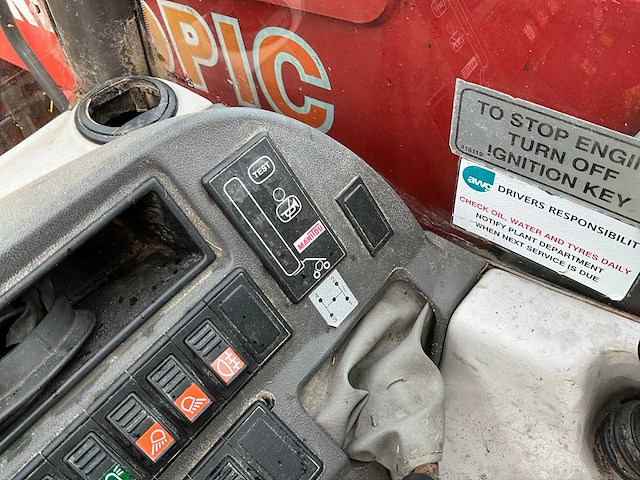 OPIC
TEST
MANITOU
TO STOP ENGI
TURN OFF
IGNITION KEY
awd DRIVERS RESPONSIBILIT
CHECK OIL, WATER AND TYRES DAILY
NOTIFY PLANT DEPARTMENT
WHEN NEXT SERVICE IS DUE